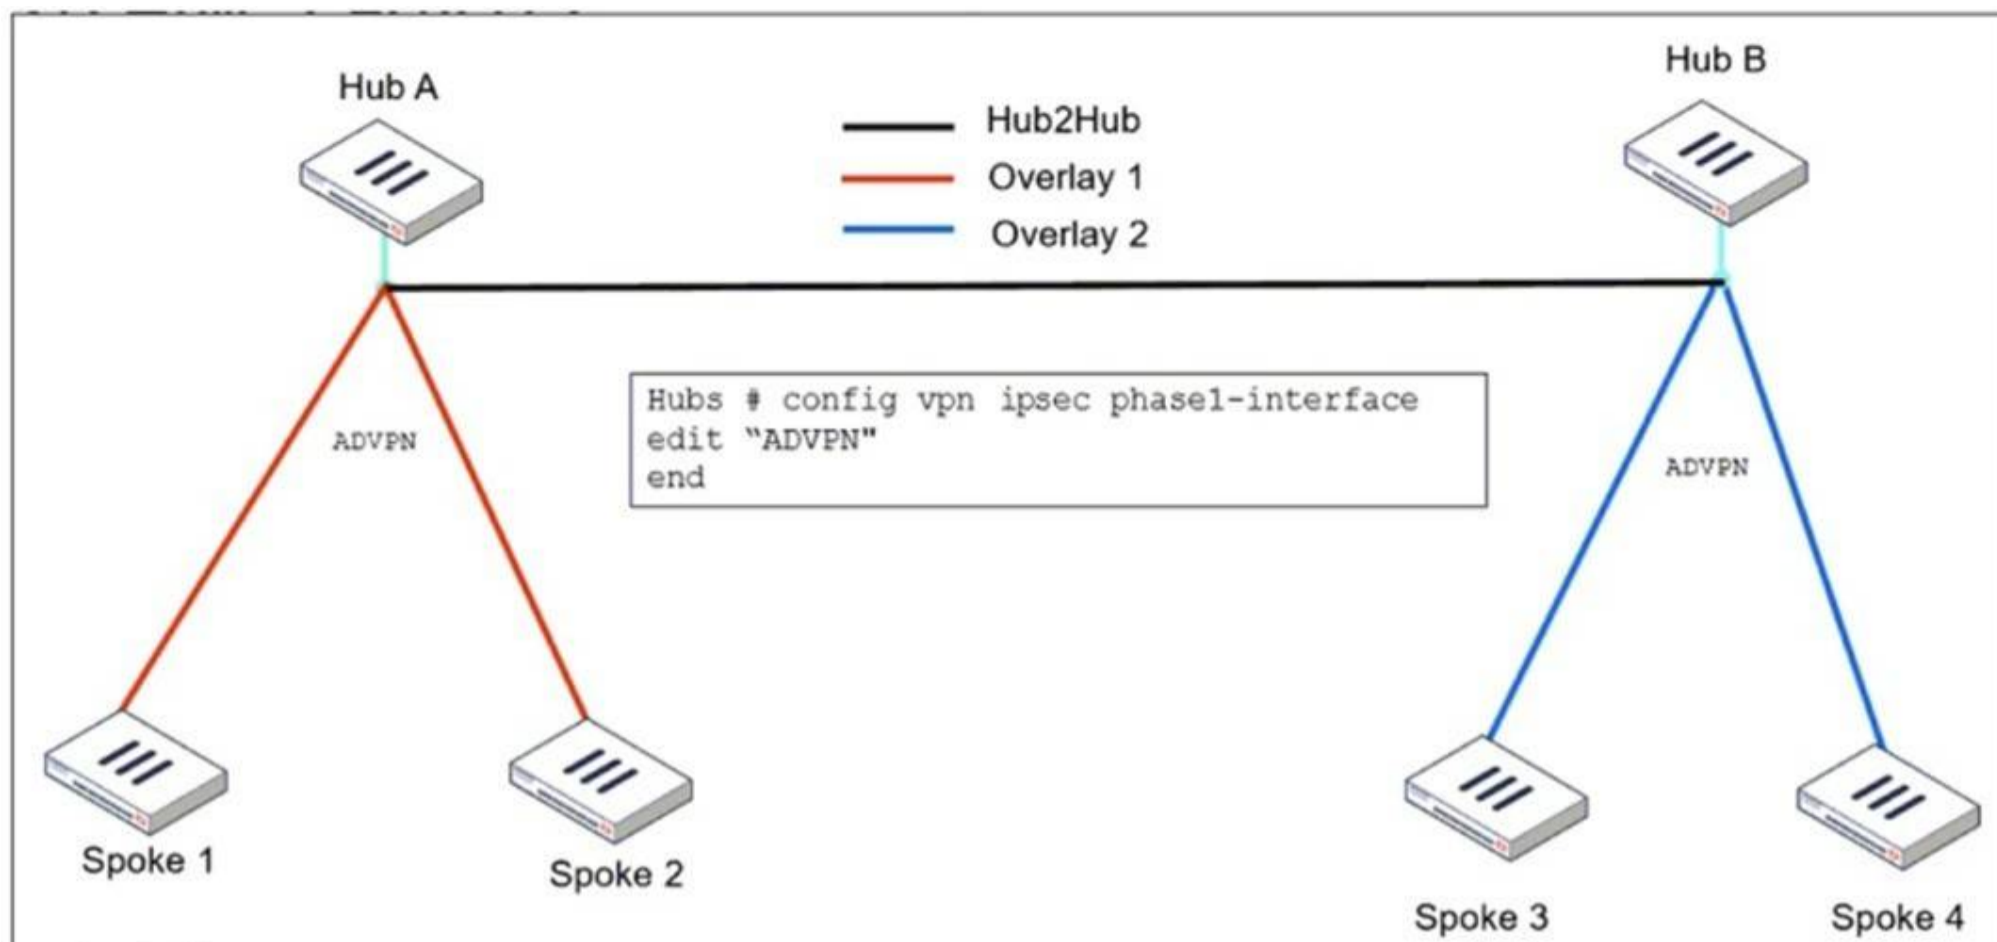 Hub A
Hub B
Hub2Hub
Overlay 1
Overlay 2
Hubs # config vpn ipsec phase1-interface
edit “ADVPN"
end
ADVPN
ADVPN
Spoke 1
Spoke 2
Spoke 3
Spoke 4